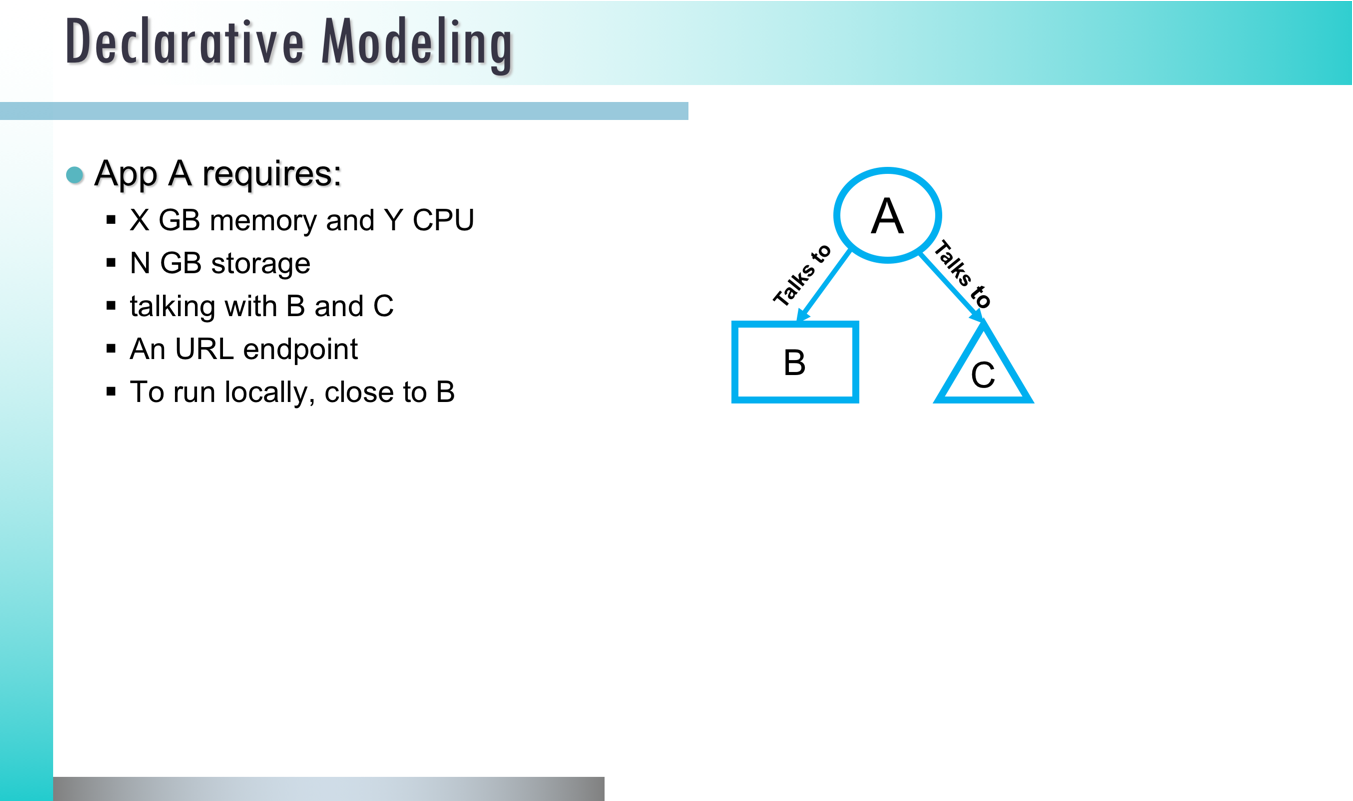 Declarative Modeling
App A requires:
X GB memory and Y CPU
N GB storage
talking with B and C
An URL endpoint
To run locally, close to B
A
Talks to
Talks to
B
C